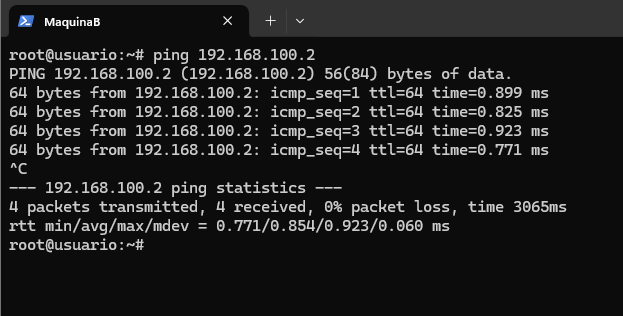 MaquinaB
root@usuario:~# ping 192.168.100.2
PING 192.168.100.2 (192.168.100.2) 56(84) bytes of data.
64 bytes from 192.168.100.2: icmp_seq=1 ttl=64 time=0.899 ms
64 bytes from 192.168.100.2: icmp_seq=2 ttl=64 time=0.825 ms
64 bytes from 192.168.100.2: icmp_seq=3 ttl=64 time=0.923 ms
64 bytes from 192.168.100.2: icmp_seq=4 ttl=64 time=0.771 ms
^C
--- 192.168.100.2 ping statistics ---
4 packets transmitted, 4 received, 0% packet loss, time 3065ms
rtt min/avg/max/mdev = 0.771/0.854/0.923/0.060 ms
root@usuario:~#